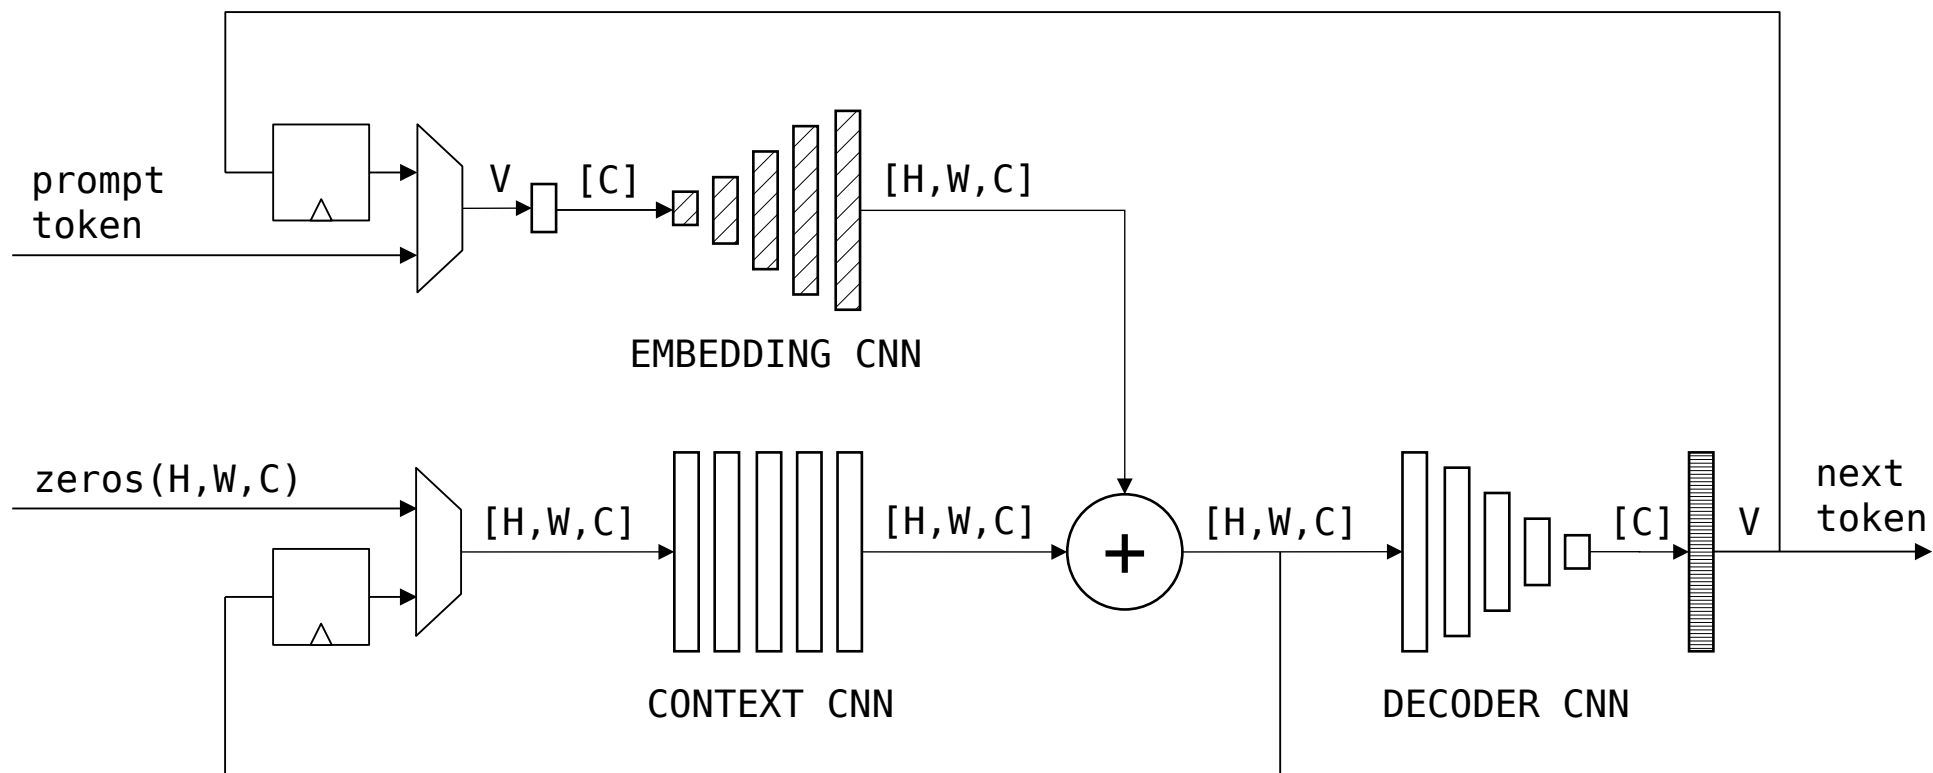 prompt
token
V
[C]
[H,W,C]
EMBEDDING CNN
zeros(H,W,C)
[H,W,C]
[H,W,C]
+
[H,W,C]
[C]
V
next
token
CONTEXT CNN
DECODER CNN